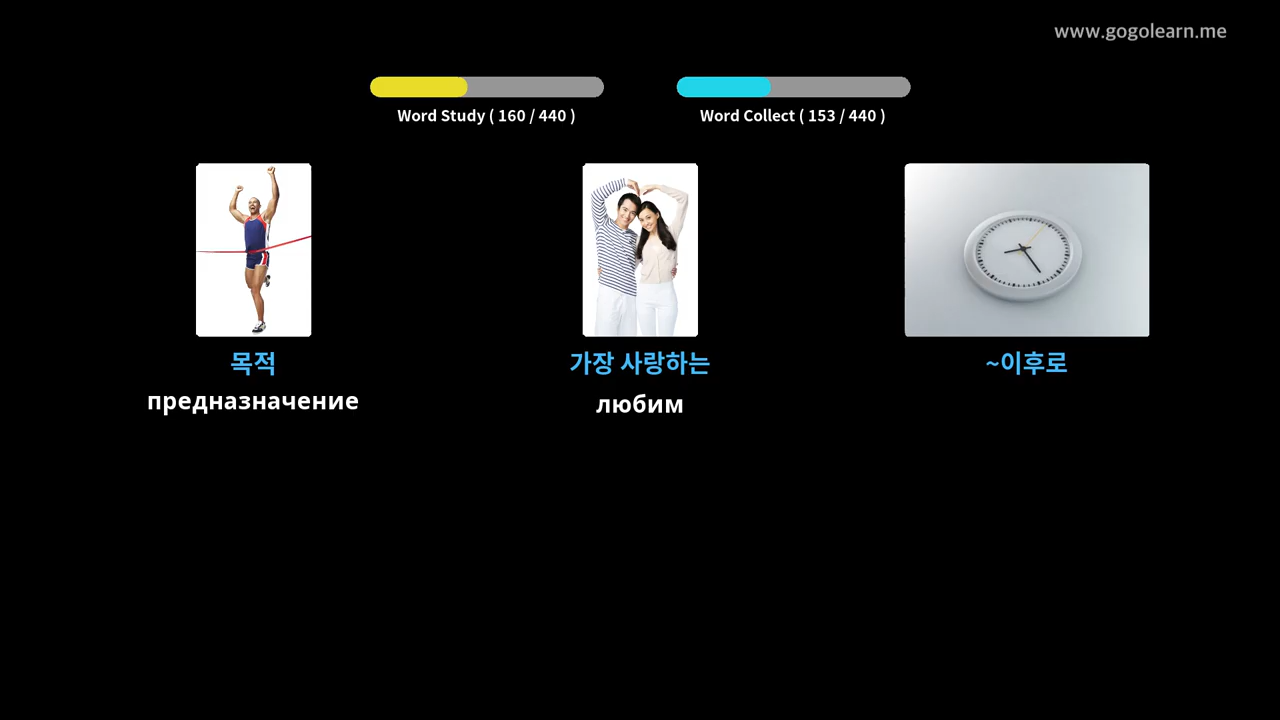 www.gogolearn.me
Word Study ( 160 / 440 )
Word Collect ( 153 / 440 )
목적
предназначение
가장 사랑하는
любим
~이후로